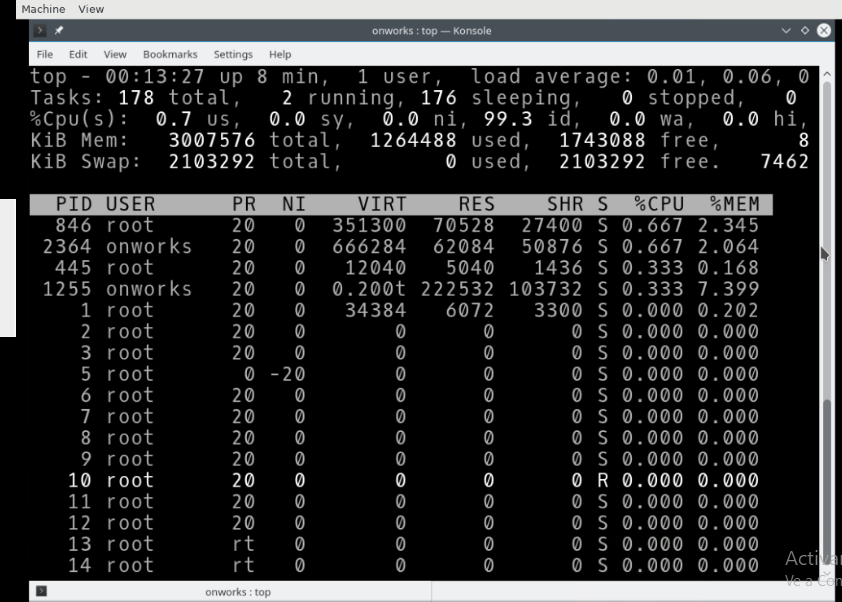 Machine View
onworks : top — Konsole
File Edit View Bookmarks Settings Help
top - 00:13:27 up 8 min,  1 user,  load average: 0.01, 0.06, 0
Tasks: 178 total,   2 running, 176 sleeping,   0 stopped,   0
%Cpu(s):  0.7 us,  0.0 sy,  0.0 ni, 99.3 id,  0.0 wa,  0.0 hi,
KiB Mem:   3007576 total,  1264488 used,  1743088 free,      8
KiB Swap:  2103292 total,        0 used,  2103292 free.   7462
PID USER PR NI VIRT RES SHR S %CPU %MEM
846 root 20 0 351300 70528 27400 S 0.667 2.345
2364 onworks 20 0 666284 62084 50876 S 0.667 2.064
445 root 20 0 12040 5040 1436 S 0.333 0.168
1255 onworks 20 0 0.200t 222532 103732 S 0.333 7.399
1 root 20 0 34384 6072 3300 S 0.000 0.202
2 root 20 0 0 0 0 S 0.000 0.000
3 root 20 0 0 0 0 S 0.000 0.000
5 root 0 -20 0 0 0 S 0.000 0.000
6 root 20 0 0 0 0 S 0.000 0.000
7 root 20 0 0 0 0 S 0.000 0.000
8 root 20 0 0 0 0 S 0.000 0.000
9 root 20 0 0 0 0 S 0.000 0.000
10 root 20 0 0 0 0 R 0.000 0.000
11 root 20 0 0 0 0 S 0.000 0.000
12 root 20 0 0 0 0 S 0.000 0.000
13 root rt 0 0 0 0 S 0.000 0.000
14 root rt 0 0 0 0 S 0.000 0.000
Ve a
onworks : top